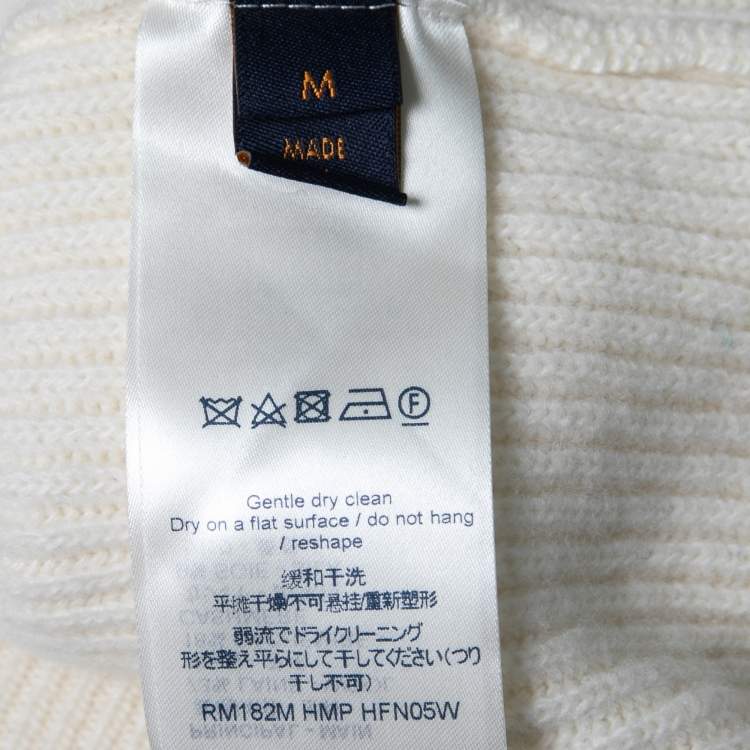 M
MADE
F
Gentle dry clean
Dry on a flat surface / do not hang
/ reshape
缓和干洗
平摊干燥/不可悬挂/重新塑形
弱流でドライクリーニング
形を整え平らにして干してください(つり
干し不可)
RM182M HMP HFN05W